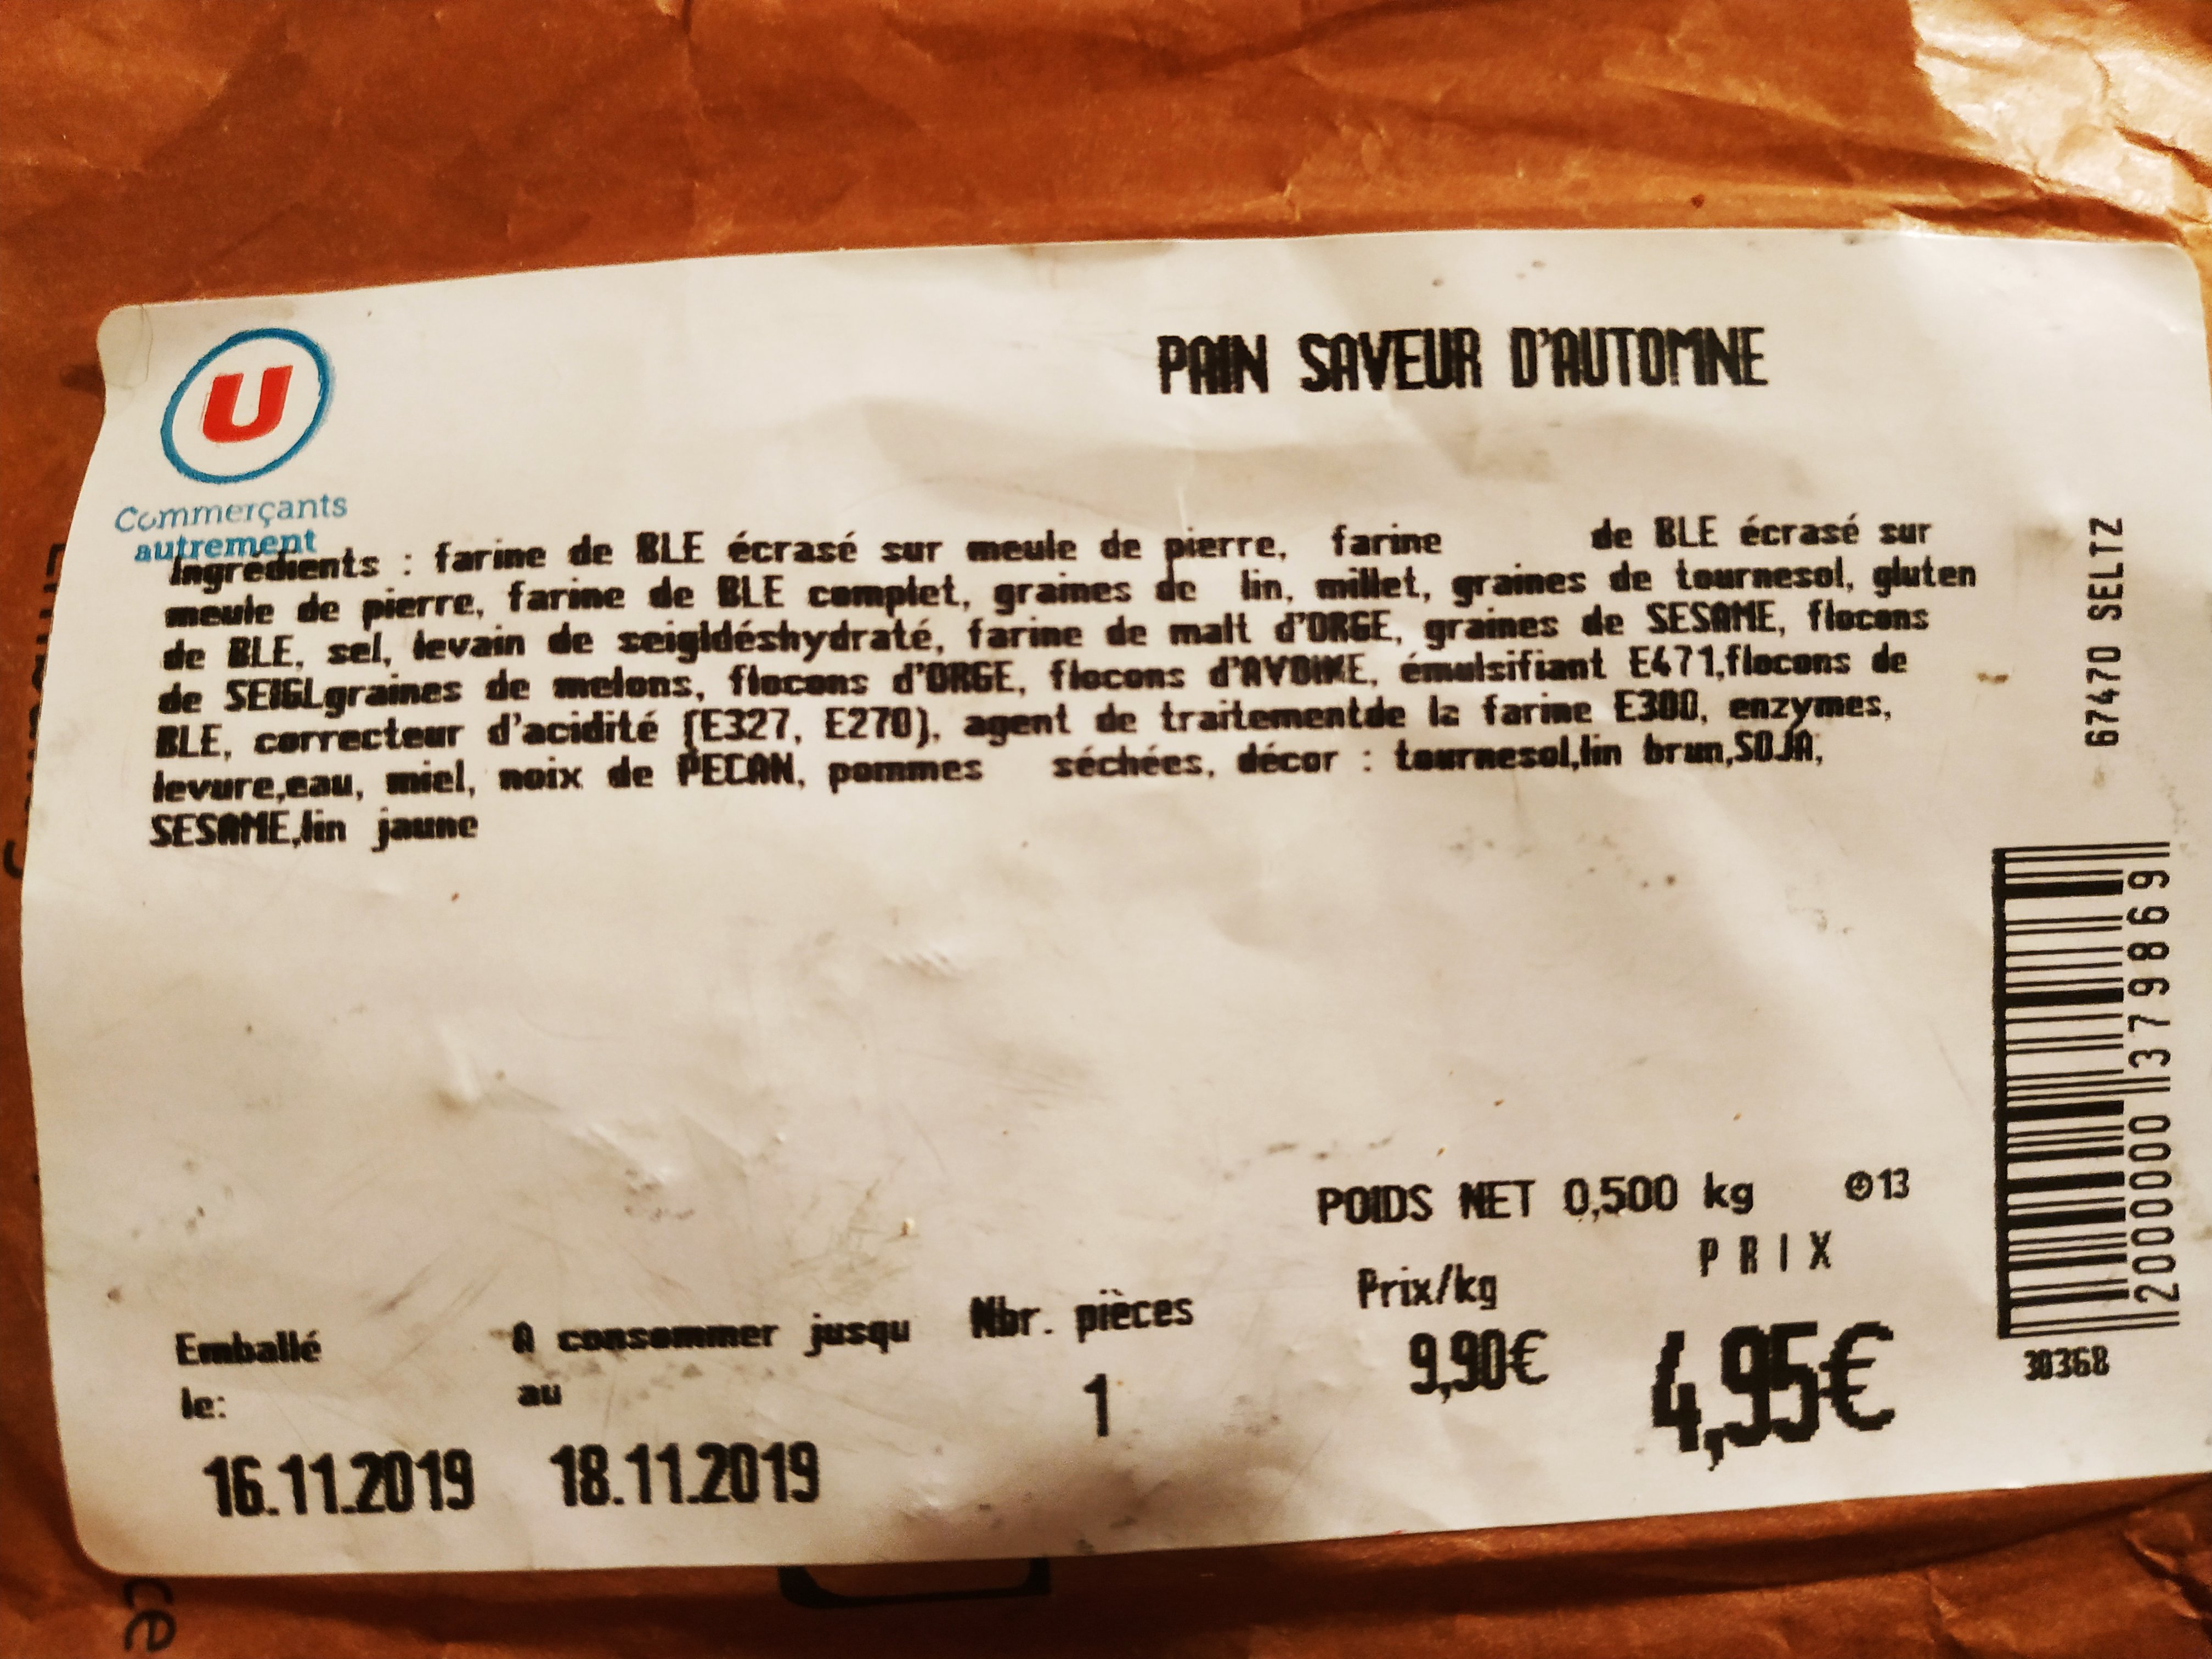 U
Commerçants
autrement
PAIN SAVEUR D'AUTOMNE
Ingrédients : farine de BLE écrasé sur meule de pierre, farine de BLE écrasé sur
meule de pierre, farine de BLE complet, graines de lin, millet, graines de tournesol, gluten
de BLE, sel, levain de seigldéshydraté, farine de malt d'ORGE, graines de SESAME, flocons
de SEIGLgraines de melons, flocons d'ORGE, flocons d'AVOINE, émulsifiant E471,flocons de
BLE, correcteur d'acidité (E327, E270), agent de traitementde la farine E300, enzymes,
levure,eau, miel, noix de PECAN, pommes séchées, décor : tournesol,lin brun,SOJA,
SESAME,lin jaune
67470 SELTZ
2000000379869
30368
POIDS NET 0,500 kg 13
Prix/kg PRIX
9,90€ 4,95€
Emballé A consommer jusqu Nbr. pièces
le: au 1
16.11.2019 18.11.2019
ce